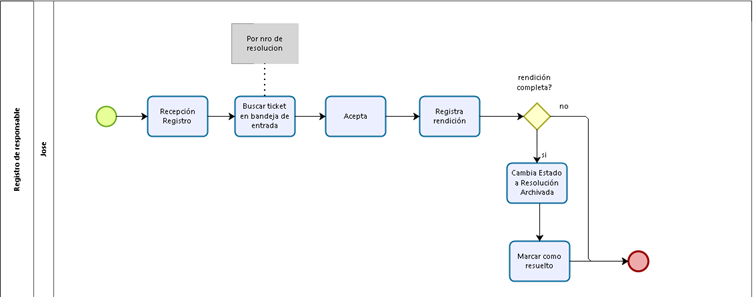 Registro de responsable
Jose
Por nro de
resolucion
Recepción
Registro
Buscar ticket
en bandeja de
entrada
Acepta
Registra
rendición
rendición
completa?
no
si
Cambia Estado
a Resolución
Archivada
Marcar como
resuelto